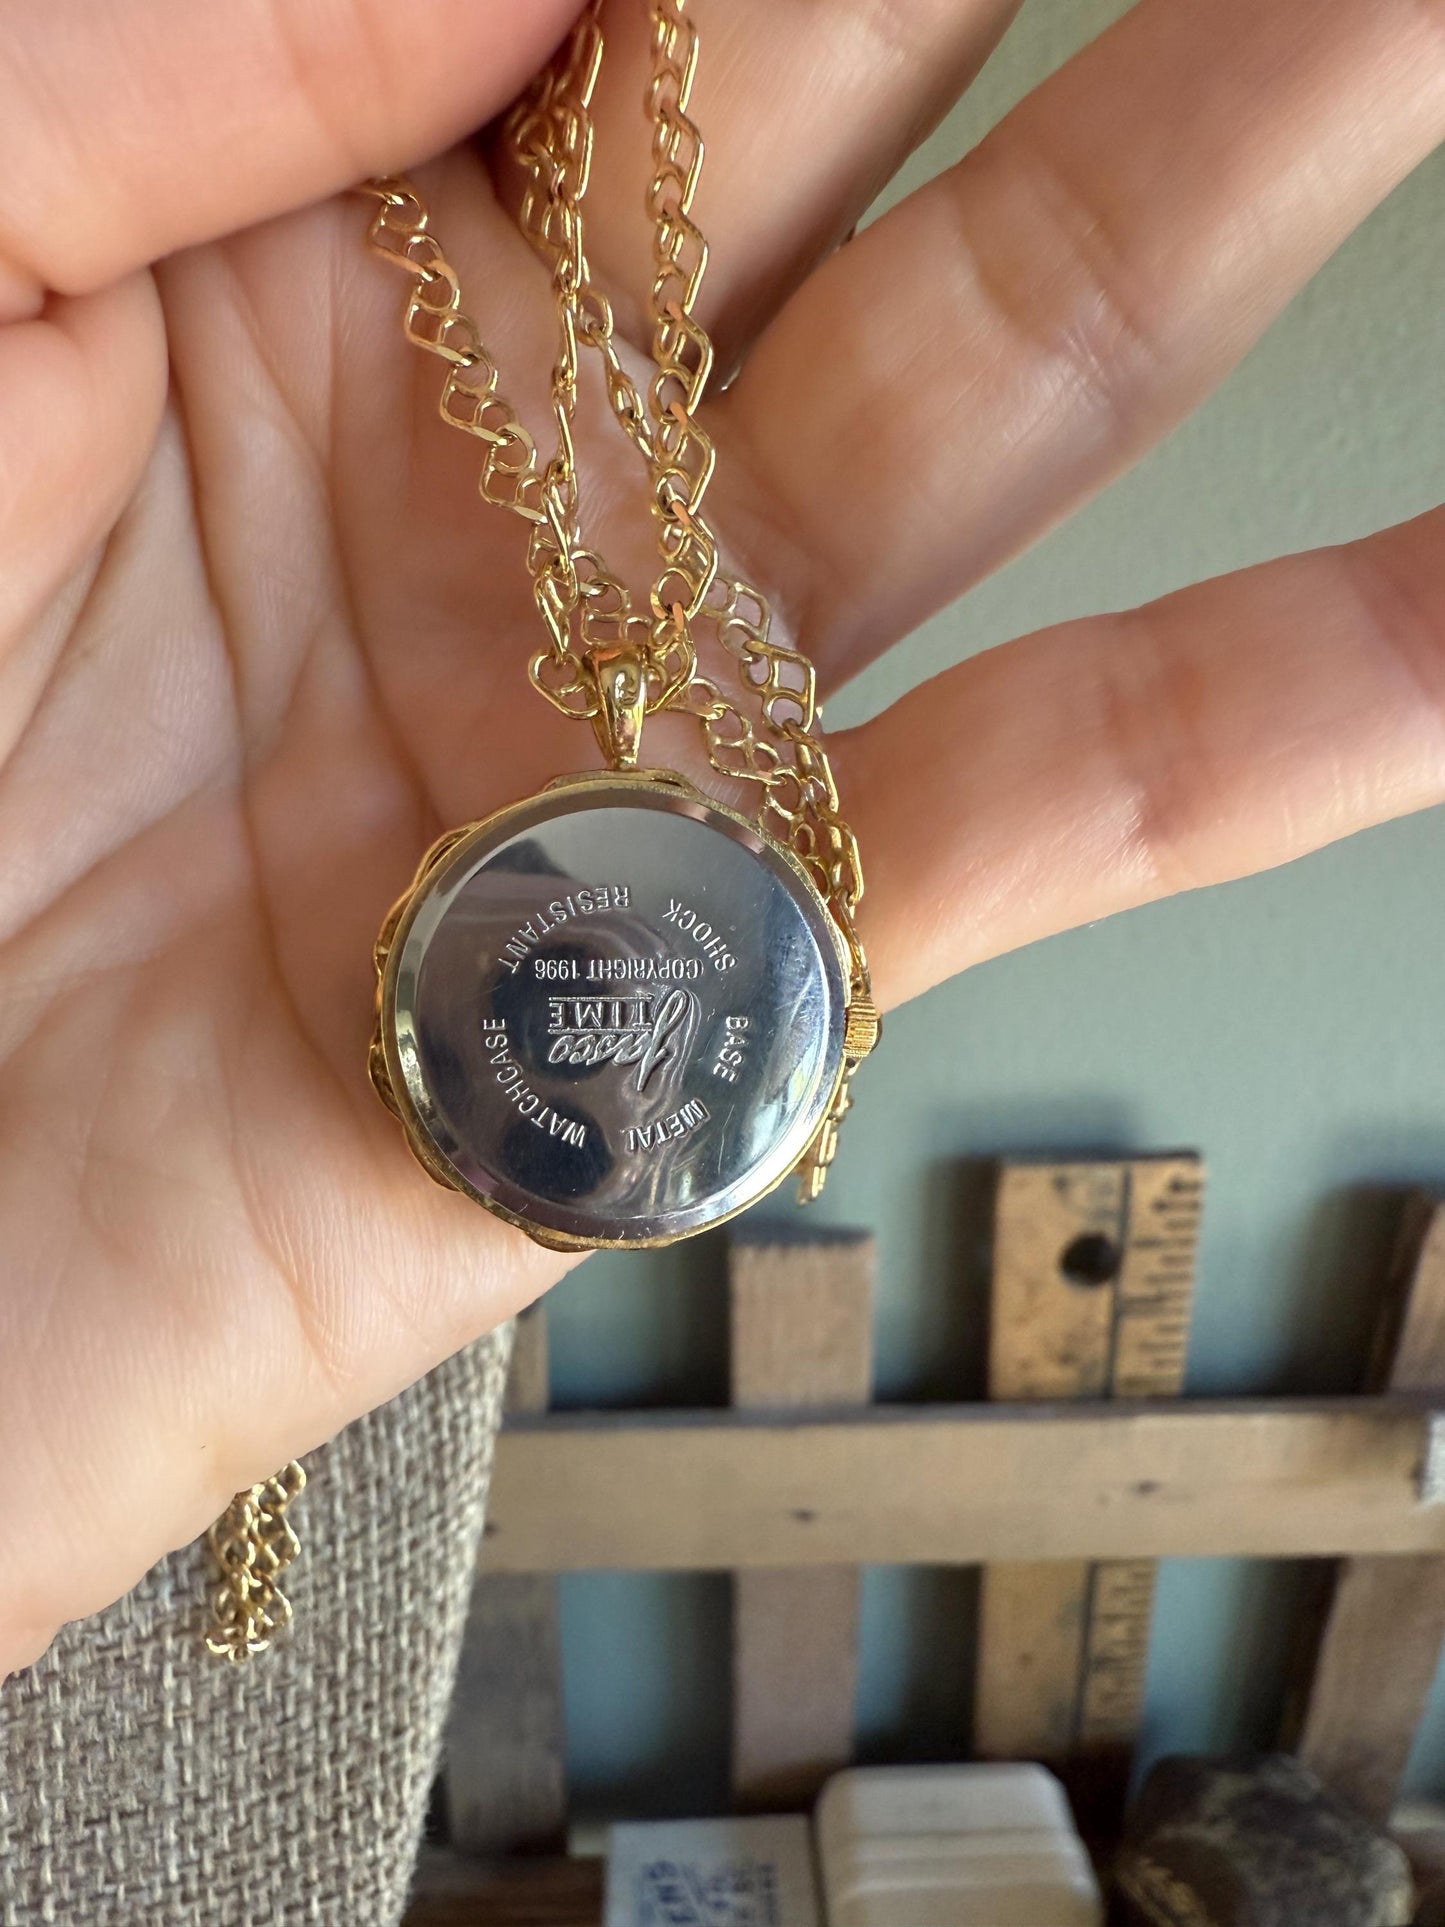 SHOCK RESISTANT
COPYRIGHT 1996
Jasco
TIME
BASE METAL WATCHCASE